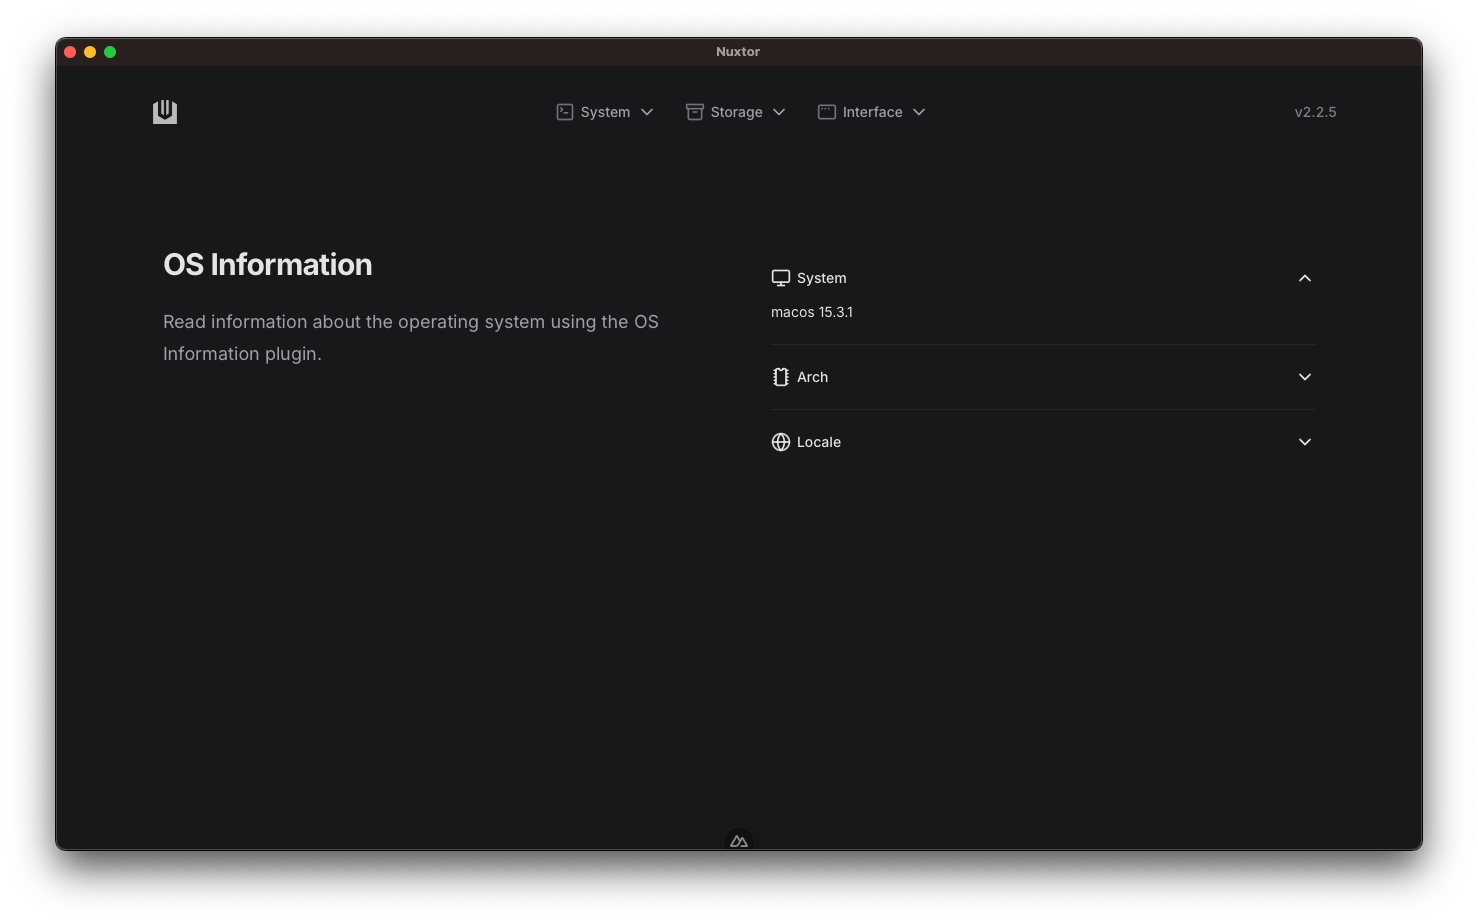 Nuxtor
System
Storage
Interface
v2.2.5
OS Information
Read information about the operating system using the OS
Information plugin.
System
macos 15.3.1
Arch
Locale